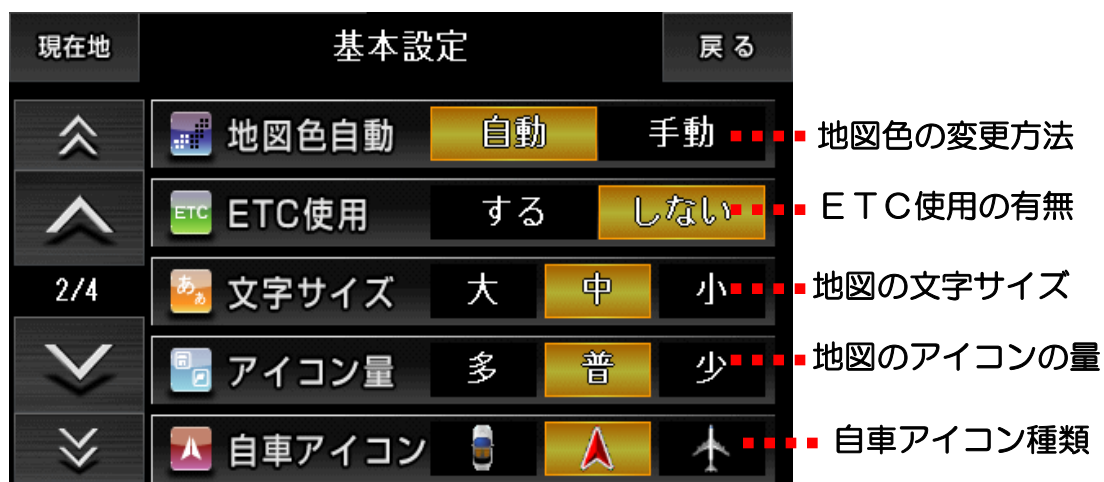 現在地 基本設定 戻る
地図色自動 自動 手動 地図色の変更方法
ETC ETC使用 する しない ETC使用の有無
2/4 ああ 文字サイズ 大 中 小 地図の文字サイズ
アイコン量 多 普 少 地図のアイコンの量
自車アイコン 自車アイコン種類